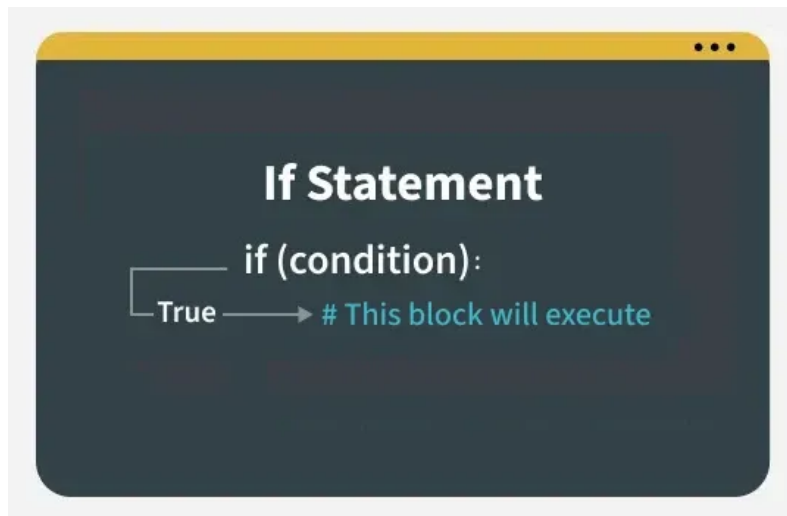 If Statement
if (condition):
True
# This block will execute